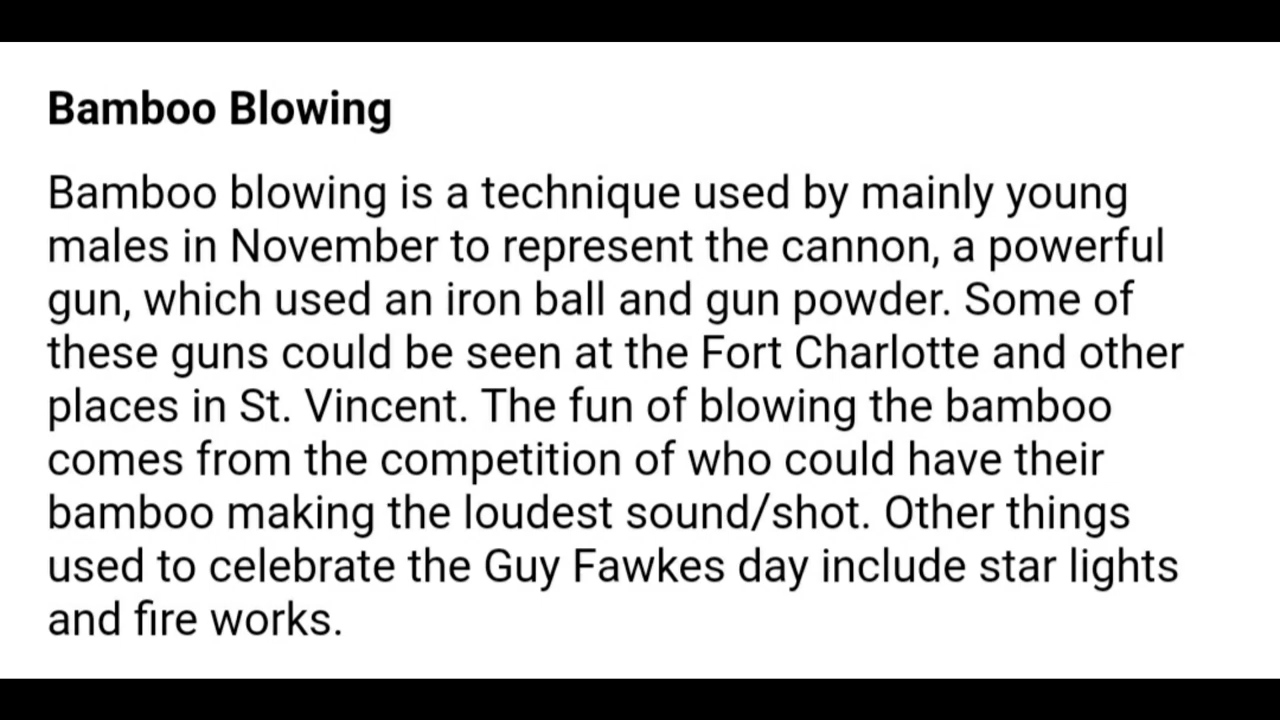 Bamboo Blowing
Bamboo blowing is a technique used by mainly young
males in November to represent the cannon, a powerful
gun, which used an iron ball and gun powder. Some of
these guns could be seen at the Fort Charlotte and other
places in St. Vincent. The fun of blowing the bamboo
comes from the competition of who could have their
bamboo making the loudest sound/shot. Other things
used to celebrate the Guy Fawkes day include star lights
and fire works.